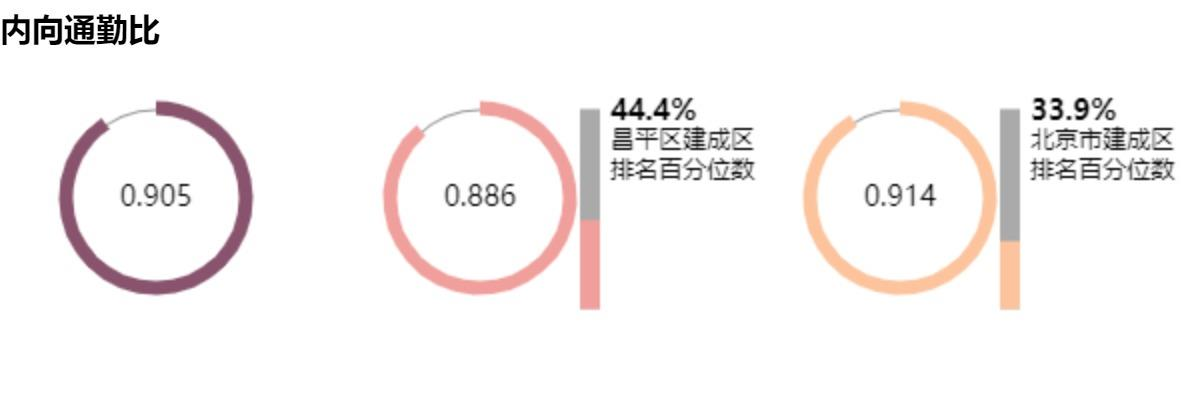 内向通勤比
0.905
0.886
44.4%
昌平区建成区
排名百分位数
0.914
33.9%
北京市建成区
排名百分位数